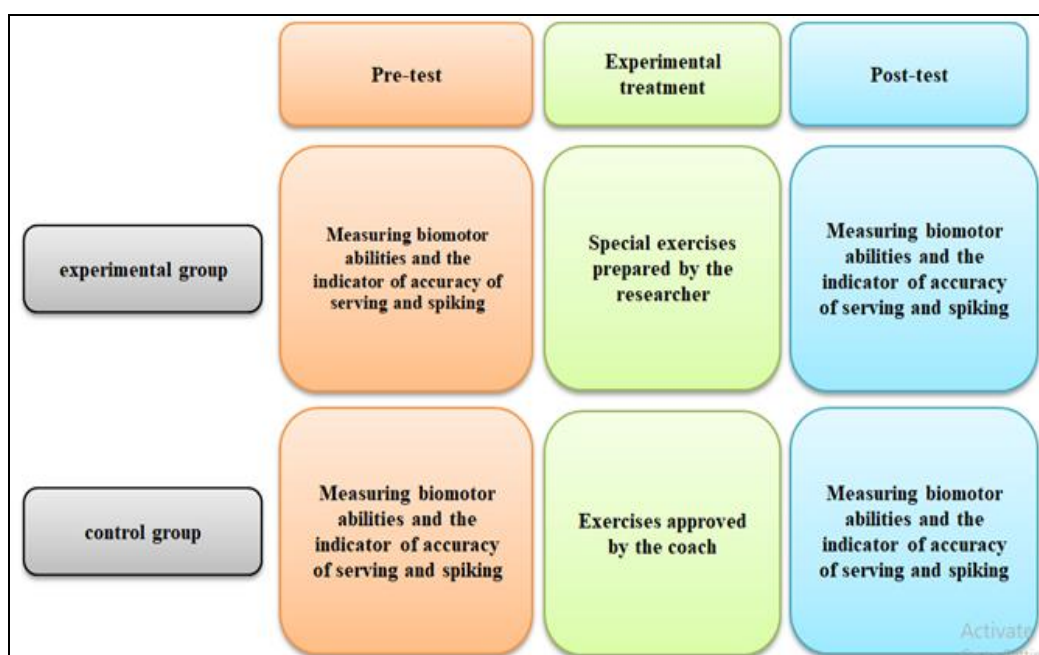 Pre-test
Experimental
treatment
Post-test
experimental group
Measuring biomotor
abilities and the
indicator of accuracy of
serving and spiking
Special exercises
prepared by the
researcher
Measuring biomotor
abilities and the
indicator of accuracy
of serving and spiking
control group
Measuring biomotor
abilities and the
indicator of accuracy
of serving and spiking
Exercises approved
by the coach
Measuring biomotor
abilities and the
indicator of accuracy
of serving and spiking
Activate